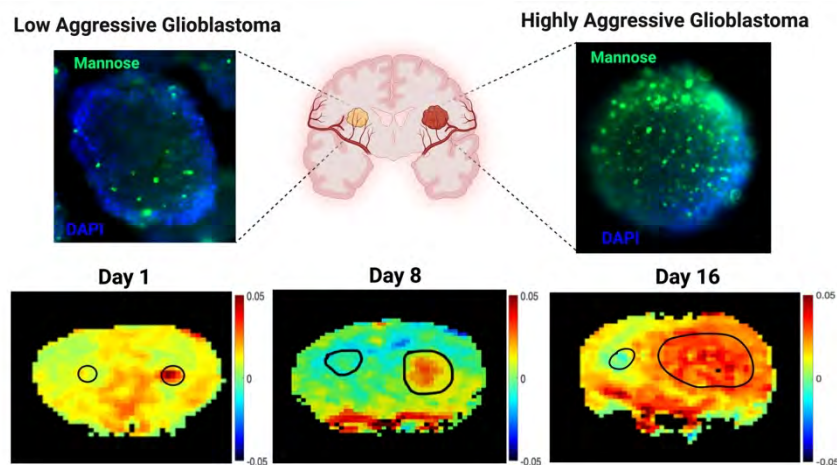 Low Aggressive Glioblastoma
Highly Aggressive Glioblastoma
Mannose
DAPI
Mannose
DAPI
Day 1
Day 8
Day 16
0.05
0
-0.05
0.05
0
-0.05
0.05
0
-0.05